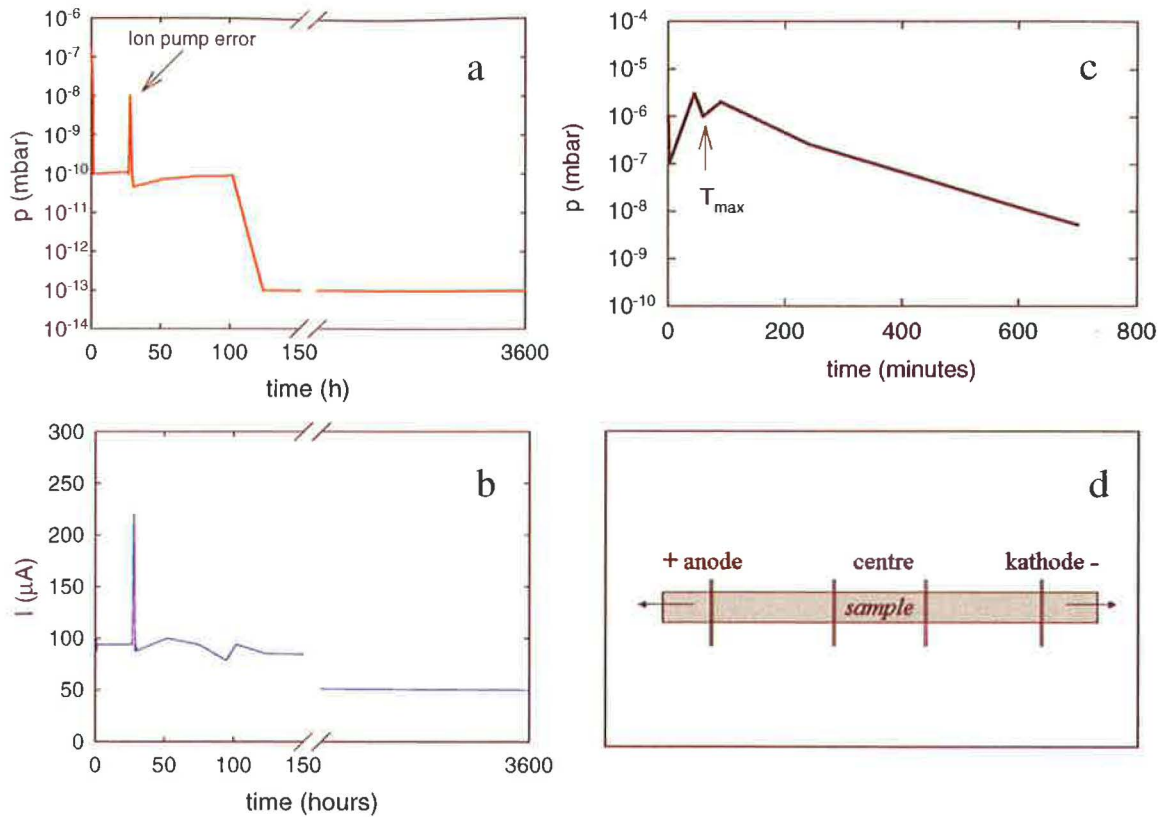 a
Ion pump error
10⁻⁶
10⁻⁷
10⁻⁸
10⁻⁹
10⁻¹⁰
10⁻¹¹
10⁻¹²
10⁻¹³
10⁻¹⁴
p (mbar)
0 50 100 150 3600
time (h)
c
10⁻⁴
10⁻⁵
10⁻⁶
10⁻⁷
10⁻⁸
10⁻⁹
10⁻¹⁰
p (mbar)
Tmax
0 200 400 600 800
time (minutes)
b
300
250
200
150
100
50
0
I (µA)
0 50 100 150 3600
time (hours)
d
+ anode centre kathode -
sample